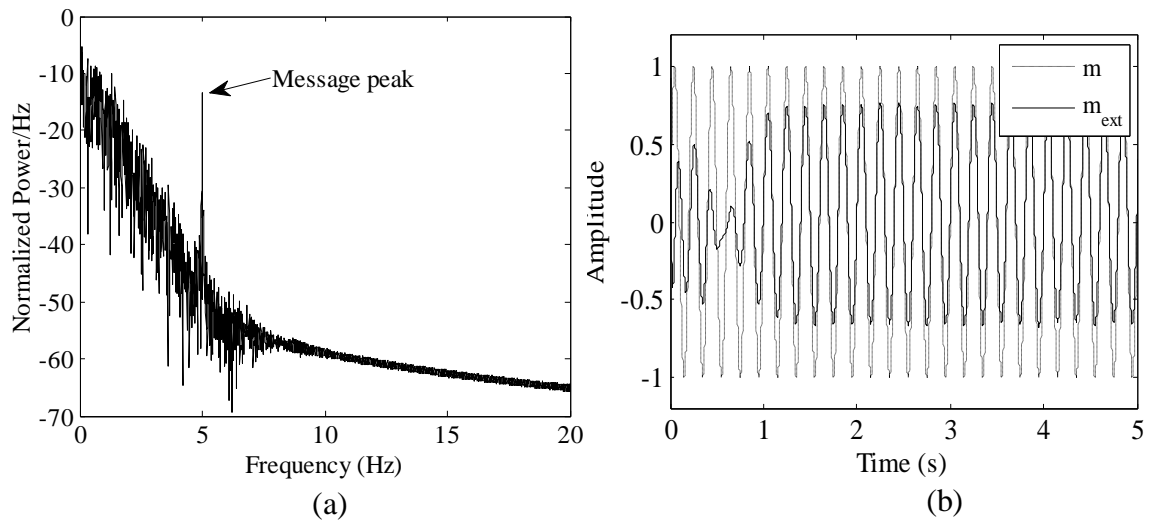 0
-10
-20
-30
-40
-50
-60
-70
Normalized Power/Hz
Message peak
0 5 10 15 20
Frequency (Hz)
(a)
1
0.5
0
-0.5
-1
Amplitude
m
m_ext
0 1 2 3 4 5
Time (s)
(b)